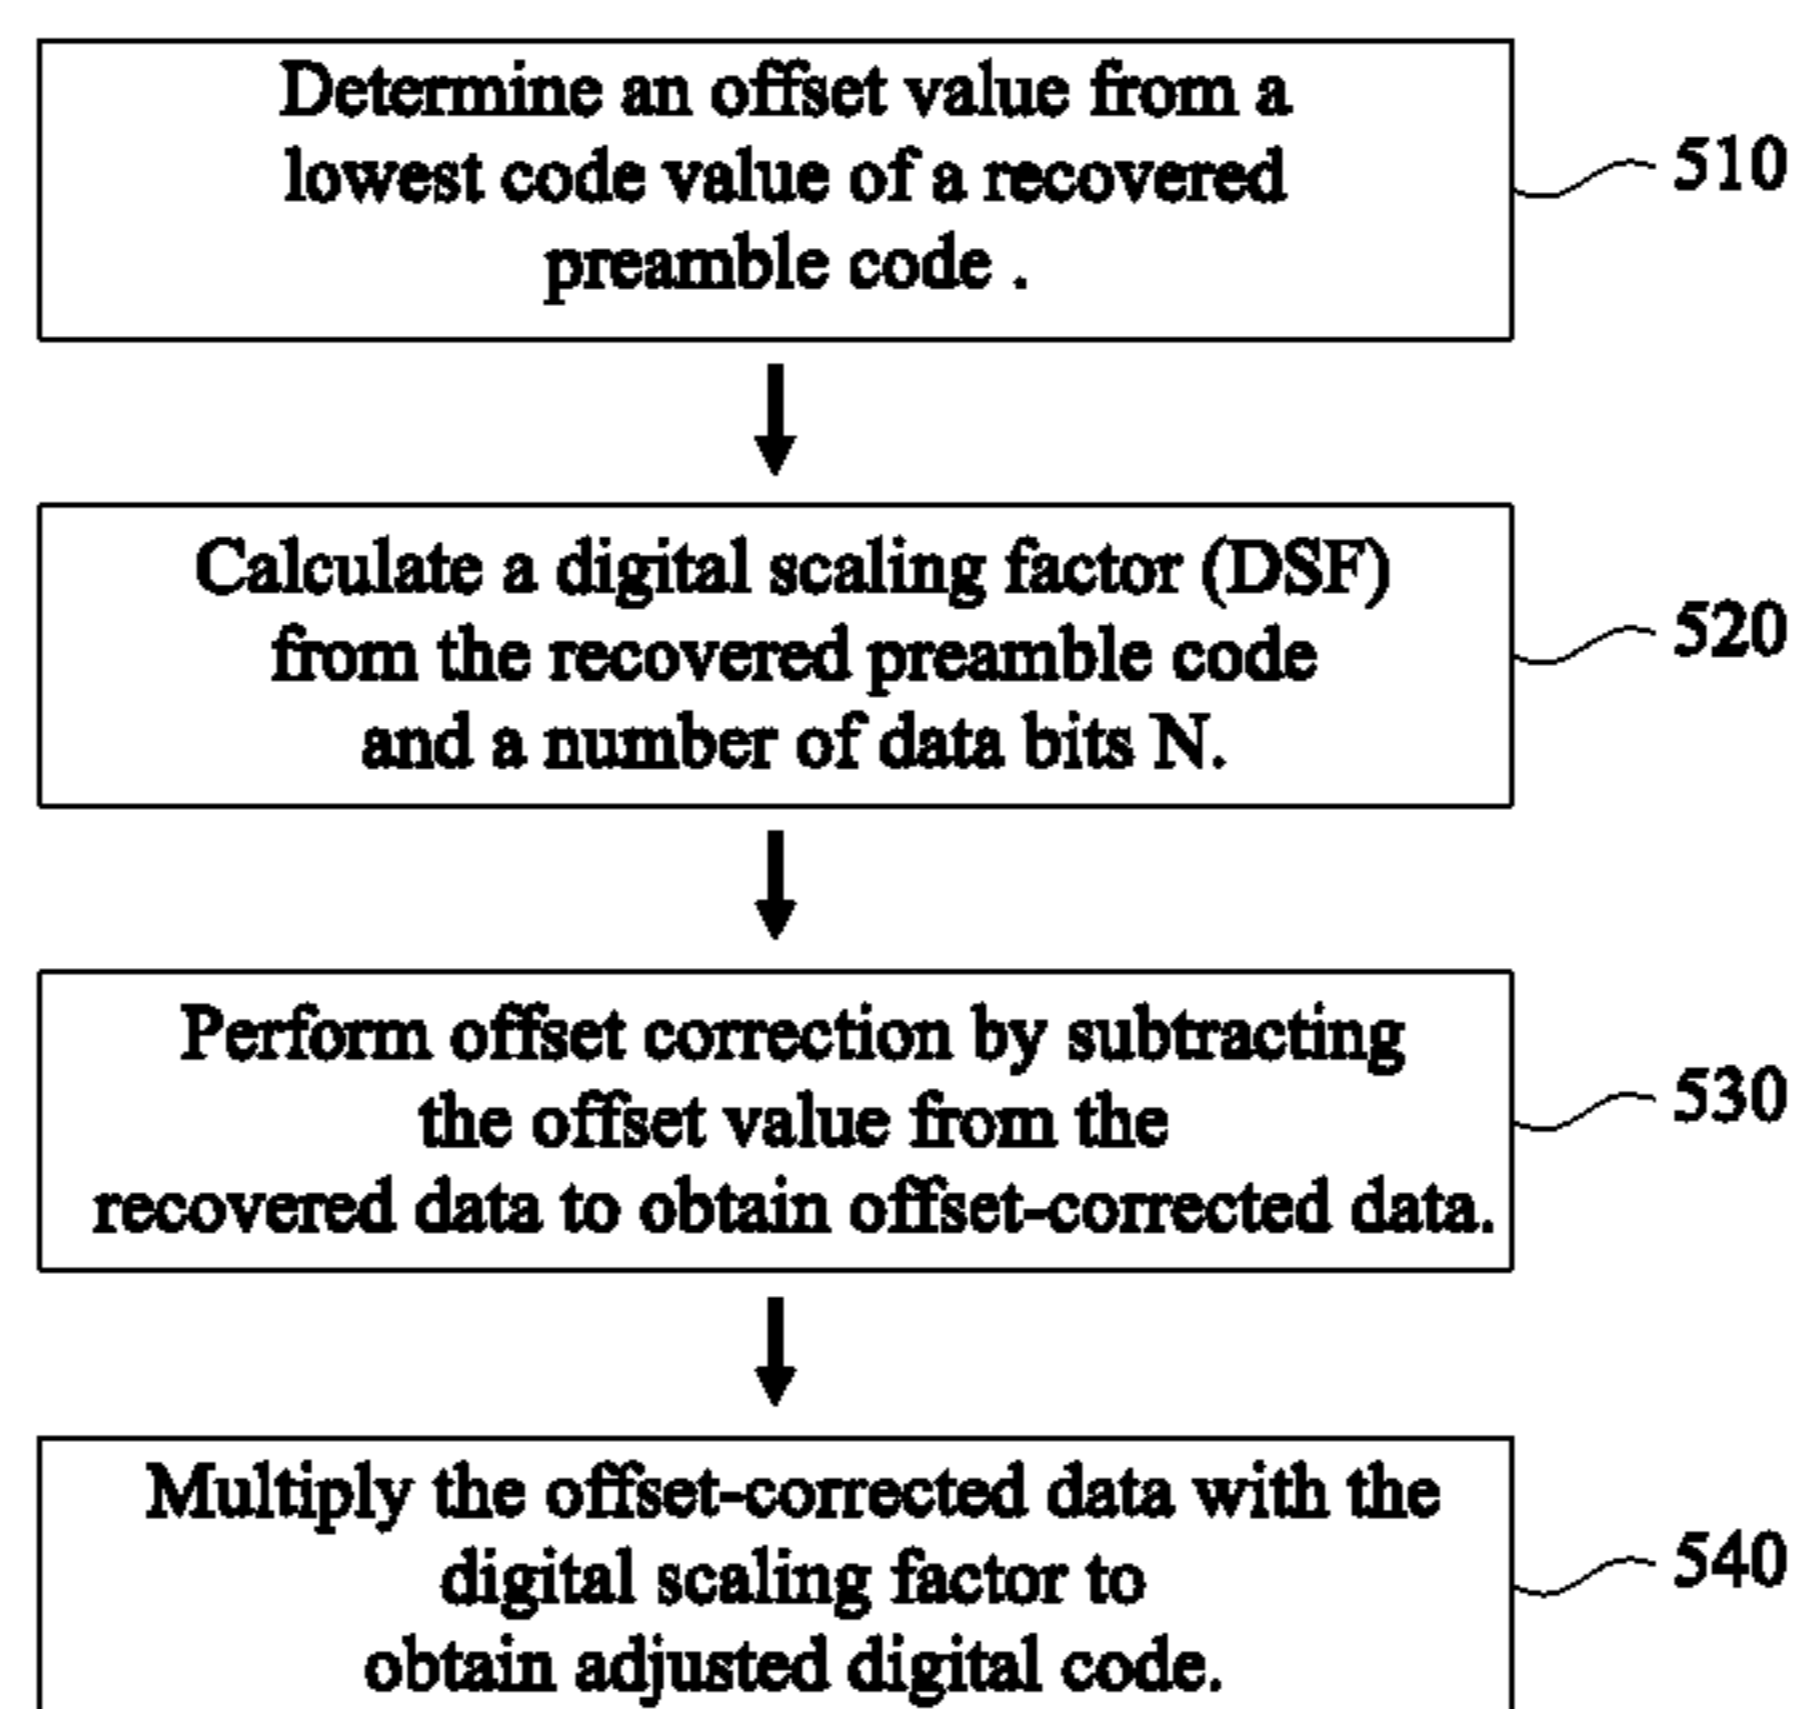 Determine an offset value from a
lowest code value of a recovered
preamble code .
510
Calculate a digital scaling factor (DSF)
from the recovered preamble code
and a number of data bits N.
520
Perform offset correction by subtracting
the offset value from the
recovered data to obtain offset-corrected data.
530
Multiply the offset-corrected data with the
digital scaling factor to
obtain adjusted digital code.
540